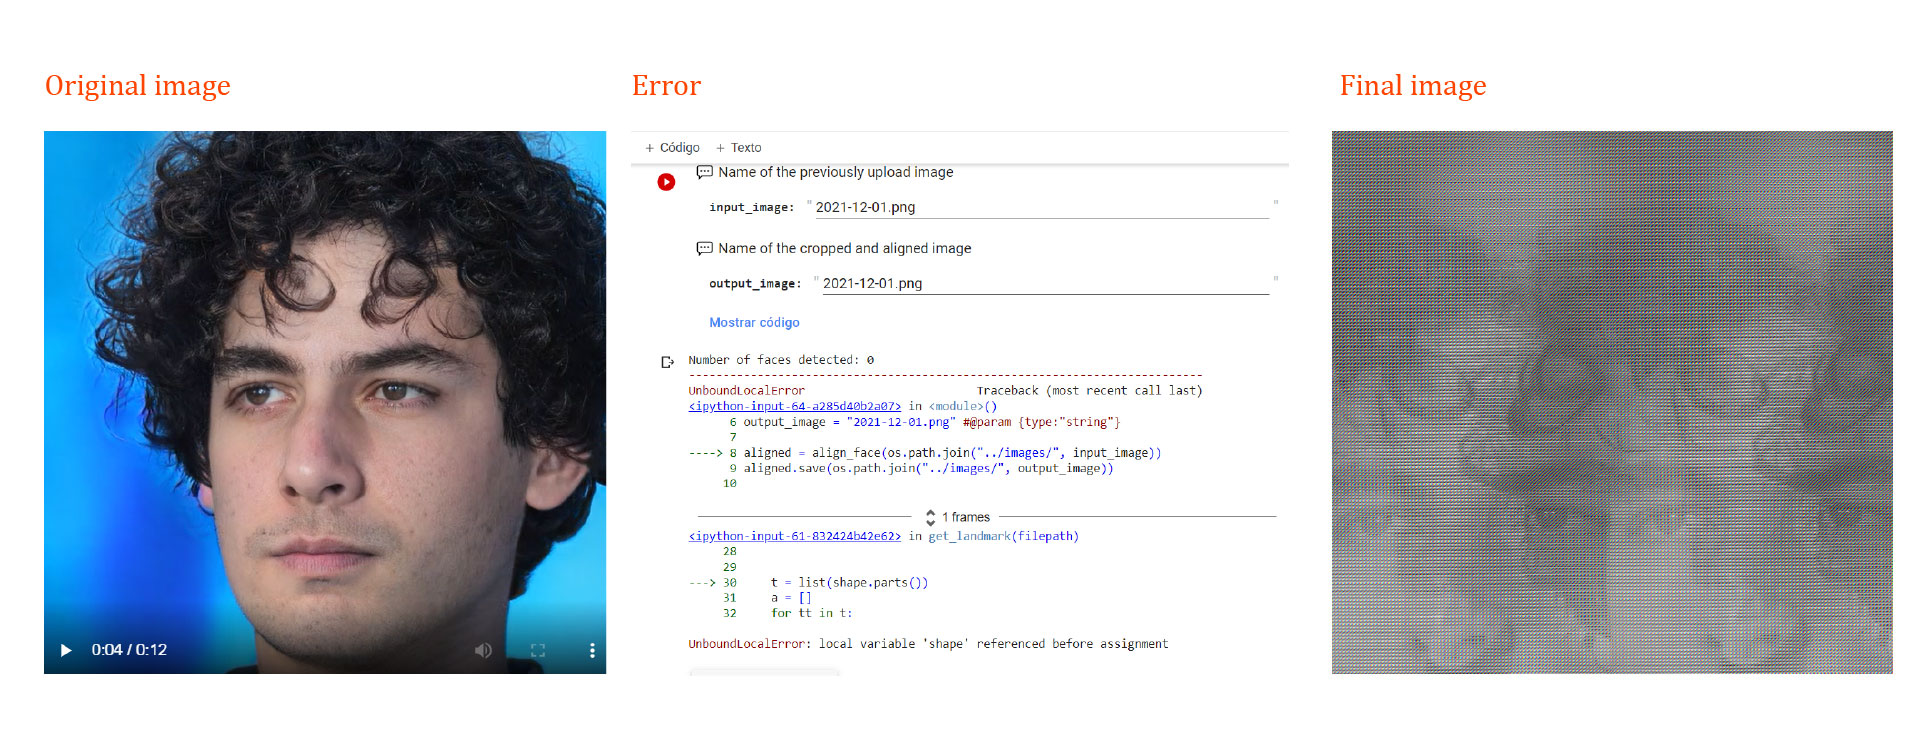 Original image
Error
Final image
0:04 / 0:12
+ Código + Texto
Name of the previously upload image
input_image: "2021-12-01.png"
Name of the cropped and aligned image
output_image: "2021-12-01.png"
Mostrar código
Number of faces detected: 0
---------------------------------------------------------------------------
UnboundLocalError Traceback (most recent call last)
<ipython-input-64-a285d40b2a07> in <module>()
6 output_image = "2021-12-01.png" #@param {type:"string"}
7
----> 8 aligned = align_face(os.path.join("../images/", input_image))
9 aligned.save(os.path.join("../images/", output_image))
10
1 frames
<ipython-input-61-832424b42e62> in get_landmark(filepath)
28
29
---> 30 t = list(shape.parts())
31 a = []
32 for tt in t:
UnboundLocalError: local variable 'shape' referenced before assignment